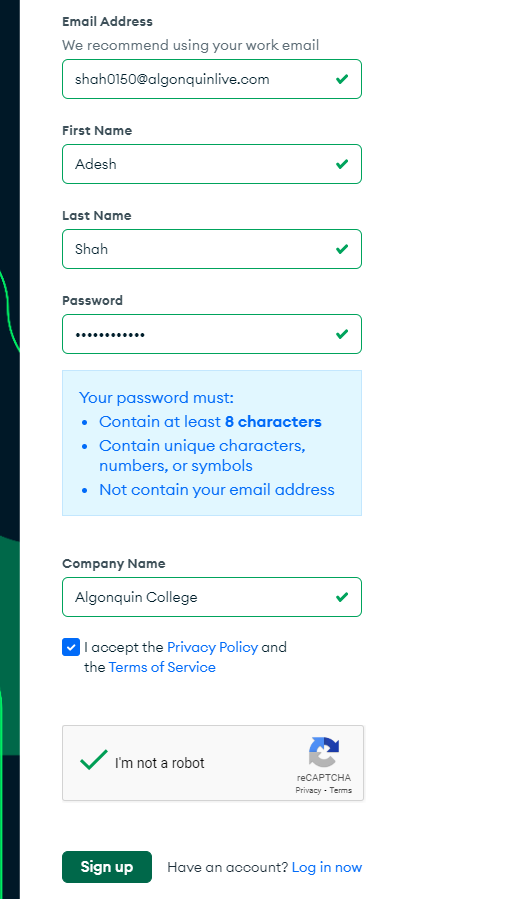 Email Address
We recommend using your work email
shah0150@algonquinlive.com
First Name
Adesh
Last Name
Shah
Password
••••••••••••
Your password must:
• Contain at least 8 characters
• Contain unique characters,
numbers, or symbols
• Not contain your email address
Company Name
Algonquin College
I accept the Privacy Policy and
the Terms of Service
I'm not a robot
reCAPTCHA
Privacy - Terms
Sign up
Have an account? Log in now